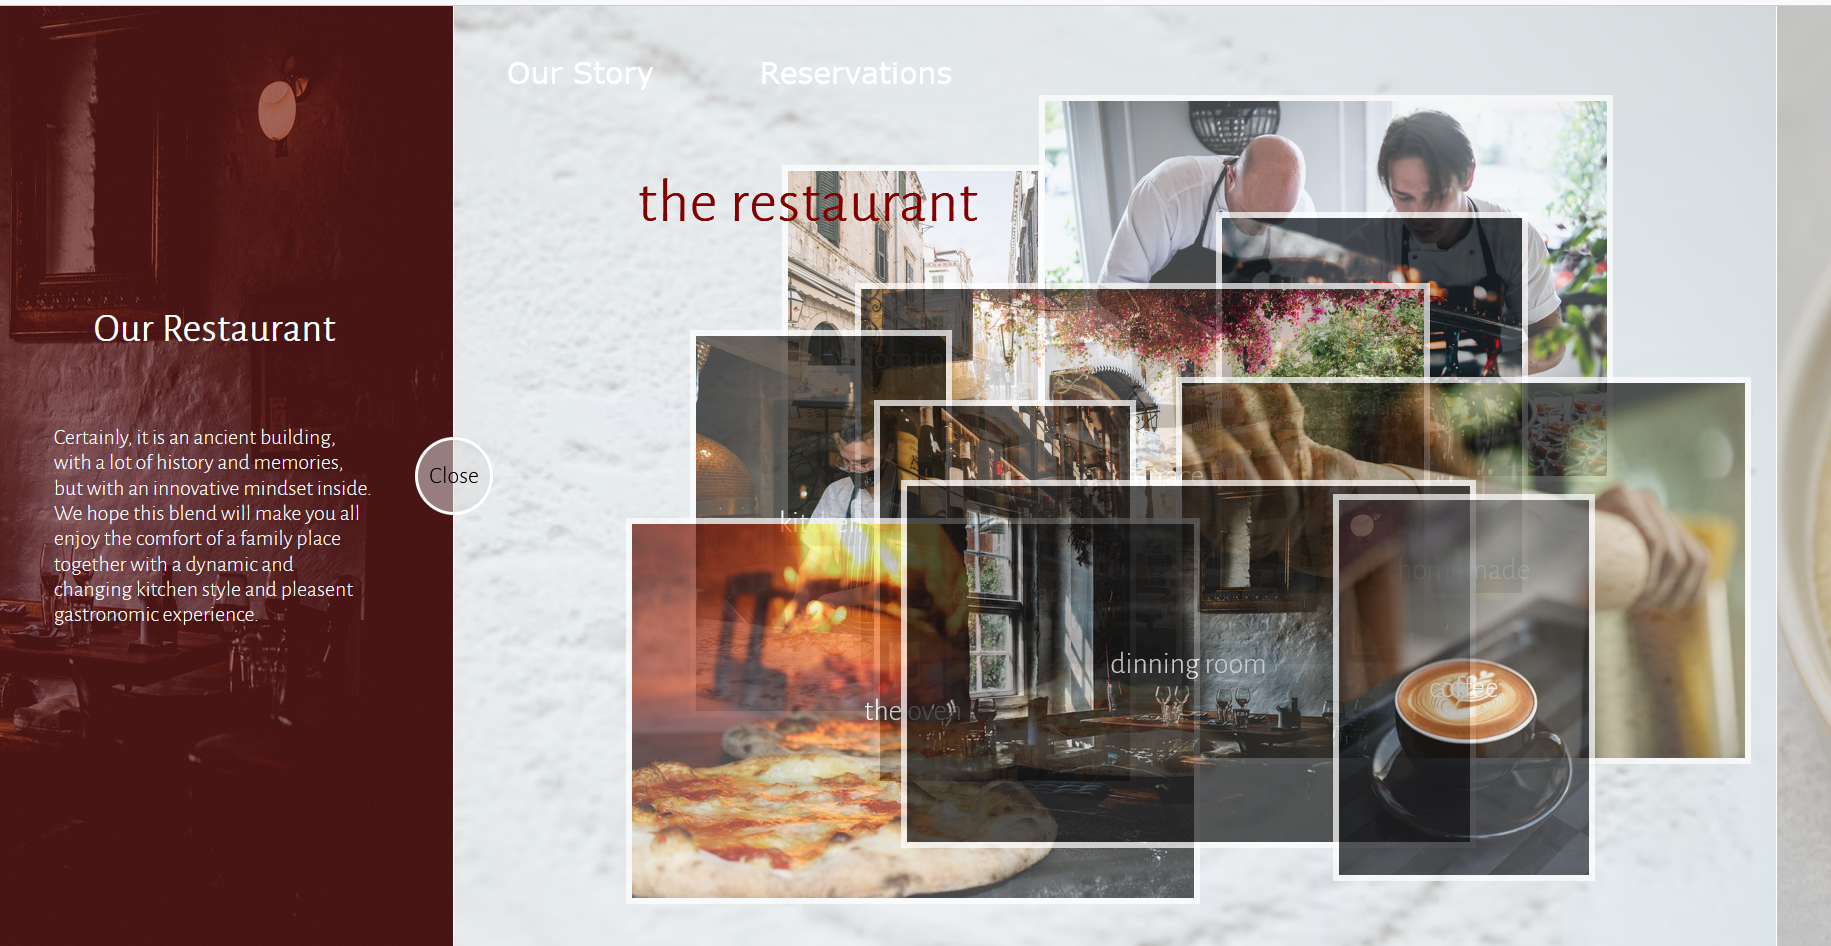 Our Story
Reservations
the restaurant
Our Restaurant
Certainly, it is an ancient building,
with a lot of history and memories,
but with an innovative mindset inside.
We hope this blend will make you all
enjoy the comfort of a family place
together with a dynamic and
changing kitchen style and pleasent
gastronomic experience.
Close
location
kitchen
homemade
dinning room
coffee
the oven